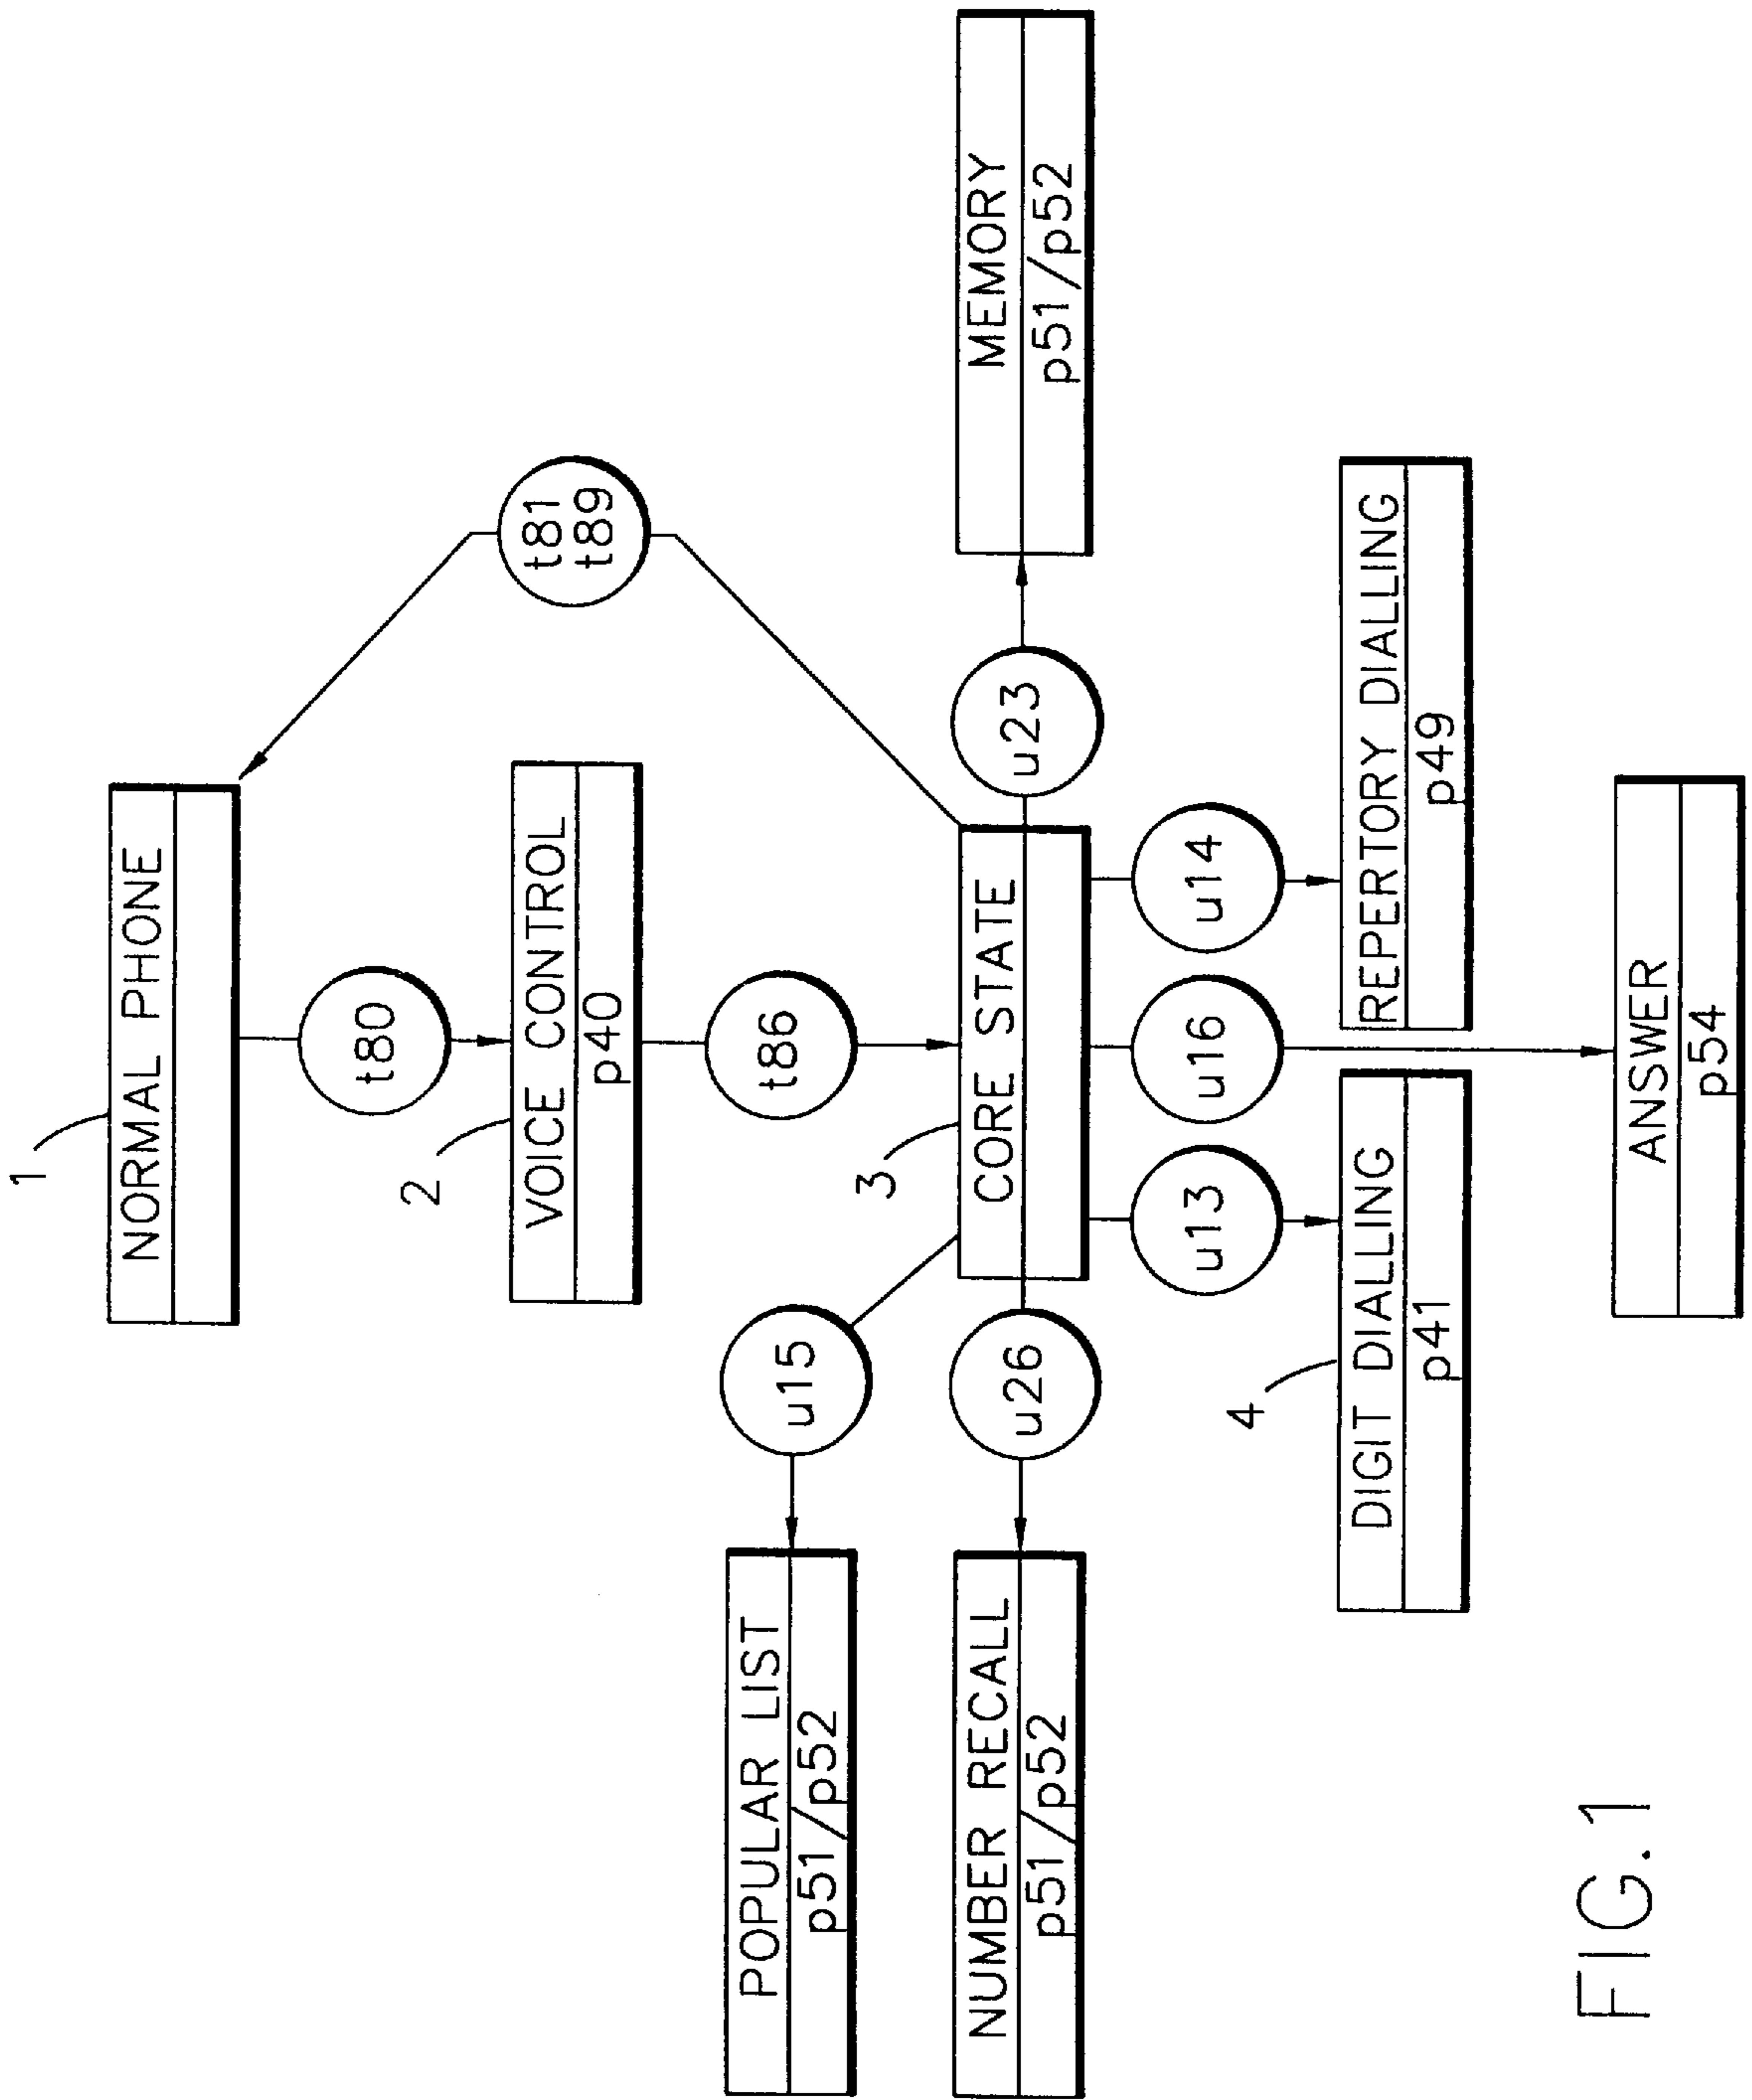 1
NORMAL PHONE
t80
t81
t89
2
VOICE CONTROL
p40
u15
t86
POPULAR LIST
p51/p52
3
CORE STATE
u26
u23
NUMBER RECALL
p51/p52
MEMORY
p51/p52
u13
u16
u14
4
DIGIT DIALLING
p41
REPERTORY DIALLING
p49
ANSWER
p54
FIG.1